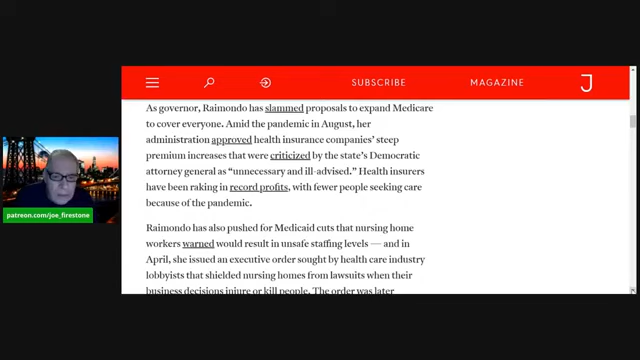 SUBSCRIBE
MAGAZINE
J
As governor, Raimondo has slammed proposals to expand Medicare
to cover everyone. Amid the pandemic in August, her
administration approved health insurance companies' steep
premium increases that were criticized by the state's Democratic
attorney general as "unnecessary and ill-advised." Health insurers
have been raking in record profits, with fewer people seeking care
because of the pandemic.
Raimondo has also pushed for Medicaid cuts that nursing home
workers warned would result in unsafe staffing levels — and in
April, she issued an executive order sought by health care industry
lobbyists that shielded nursing homes from lawsuits when their
business decisions injure or kill people. The order was later
patreon.com/joe_firestone